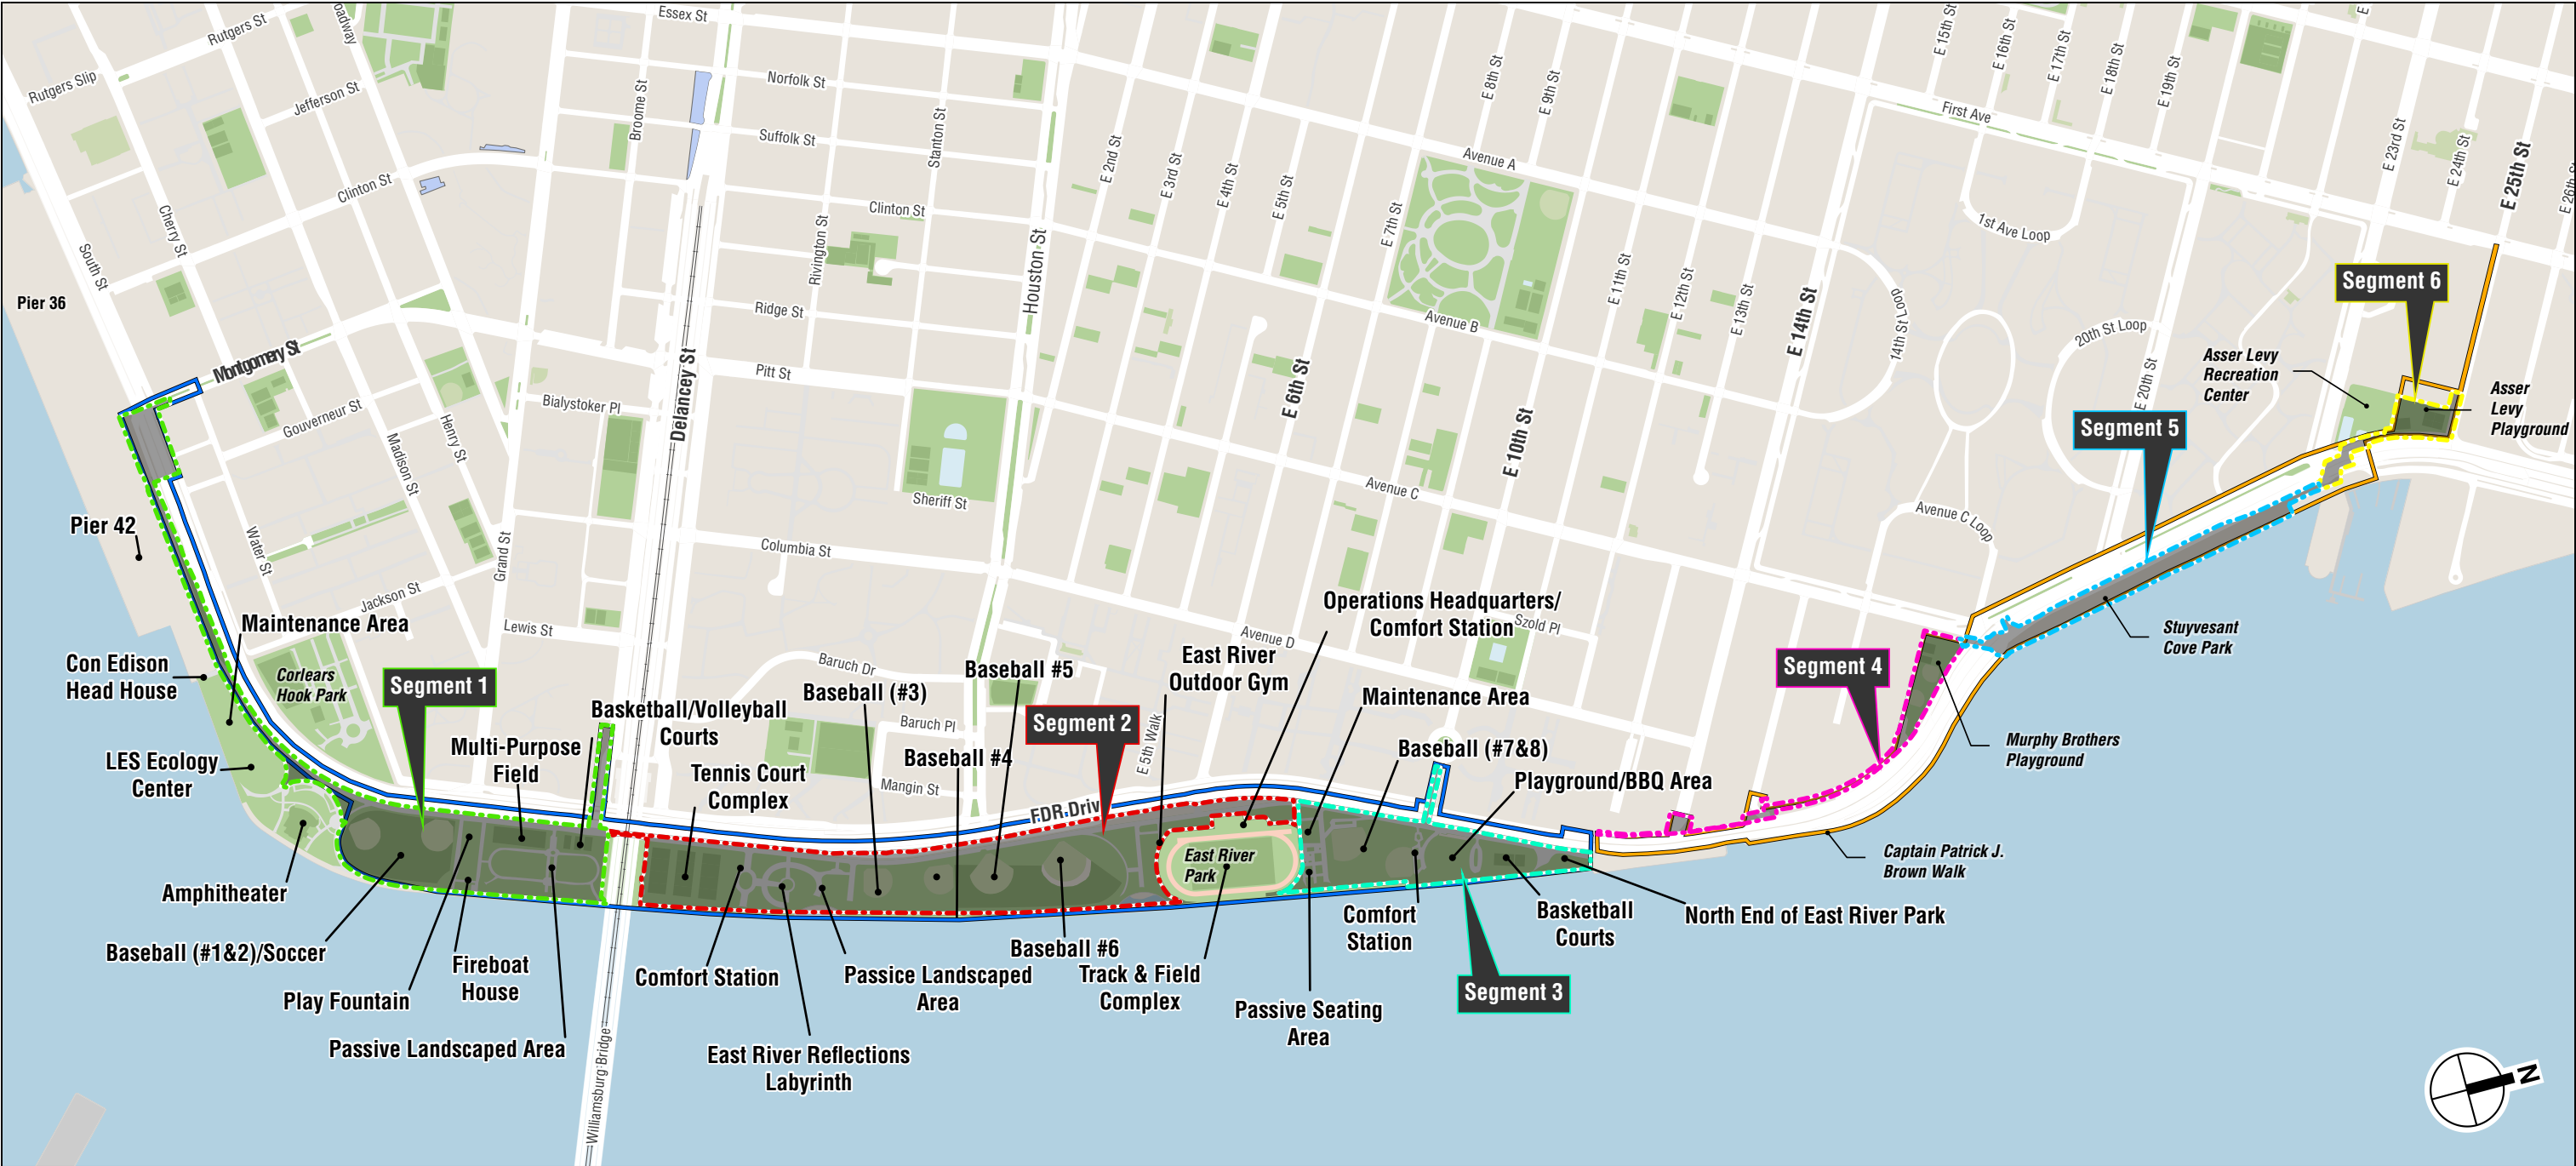 Essex St
Rutgers St
Broadway
E 15th St
E 16th St
E 17th St
E 18th St
E 19th St
Rutgers Slip
Jefferson St
Broome St
Norfolk St
E 8th St
E 9th St
First Ave
Suffolk St
Stanton St
E 2nd St
E 3rd St
E 4th St
E 5th St
Avenue A
E 23rd St
E 24th St
E 25th St
E 26th St
Clinton St
Clinton St
Cherry St
South St
Rivington St
Houston St
E 7th St
1st Ave Loop
E 11th St
E 12th St
E 13th St
E 14th St
14th St Loop
20th St Loop
E 20th St
Segment 6
Pier 36
Ridge St
Avenue B
Montgomery St
Delancey St
Pitt St
E 6th St
Asser Levy
Recreation
Center
Asser
Levy
Playground
Gouverneur St
Madison St
Henry St
Bialystoker Pl
E 10th St
Segment 5
Sheriff St
Avenue C
Avenue C Loop
Pier 42
Water St
Grand St
Columbia St
Jackson St
Lewis St
Operations Headquarters/
Comfort Station
Szold Pl
Avenue D
Maintenance Area
Con Edison
Head House
Corlears
Hook Park
Segment 1
Baruch Dr
Baseball (#3)
Baseball #5
East River
Outdoor Gym
Maintenance Area
Segment 4
Stuyvesant
Cove Park
Basketball/Volleyball
Courts
Baruch Pl
Segment 2
E 5th Walk
Baseball #4
Baseball (#7&8)
Murphy Brothers
Playground
LES Ecology
Center
Multi-Purpose
Field
Tennis Court
Complex
Mangin St
FDR Driv
Playground/BBQ Area
East River
Park
Captain Patrick J.
Brown Walk
Amphitheater
Comfort
Station
Basketball
Courts
North End of East River Park
Baseball (#1&2)/Soccer
Fireboat
House
Play Fountain
Comfort Station
Passice Landscaped
Area
Baseball #6
Track & Field
Complex
Passive Seating
Area
Segment 3
Passive Landscaped Area
East River Reflections
Labyrinth
Williamsburg Bridge
N